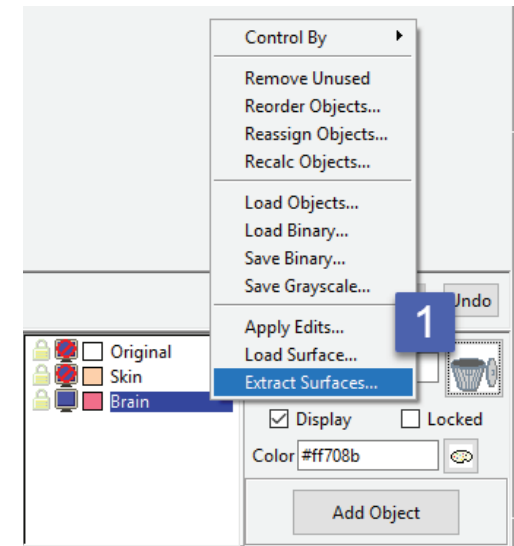 Control By
Remove Unused
Reorder Objects...
Reassign Objects...
Recalc Objects...
Load Objects...
Load Binary...
Save Binary...
Save Grayscale...
Undo
1
Apply Edits...
Load Surface...
Extract Surfaces...
Original
Skin
Brain
Display
Locked
Color #ff708b
Add Object